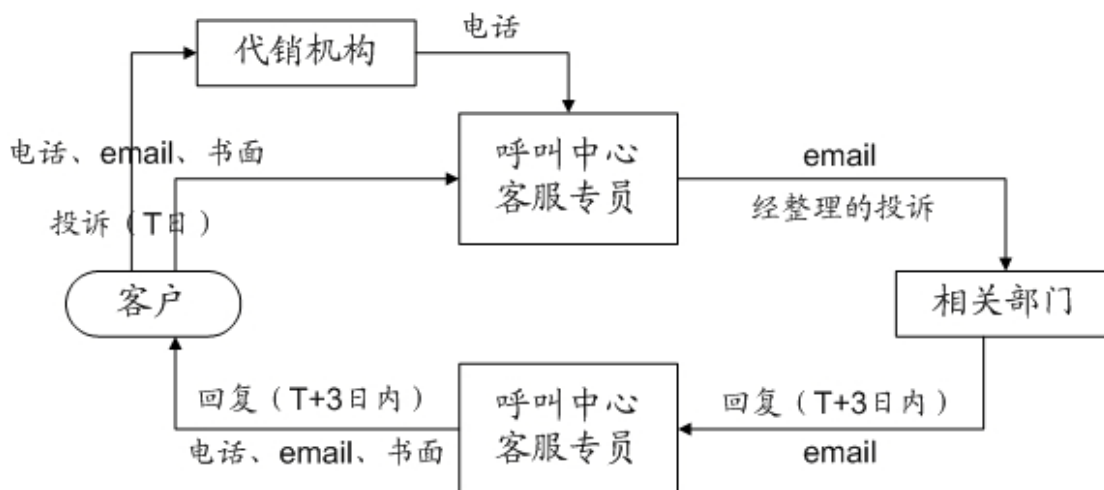 代销机构
电话
电话、email、书面
投诉（T日）
呼叫中心
客服专员
email
经整理的投诉
客户
相关部门
回复（T+3日内）
电话、email、书面
呼叫中心
客服专员
回复（T+3日内）
email